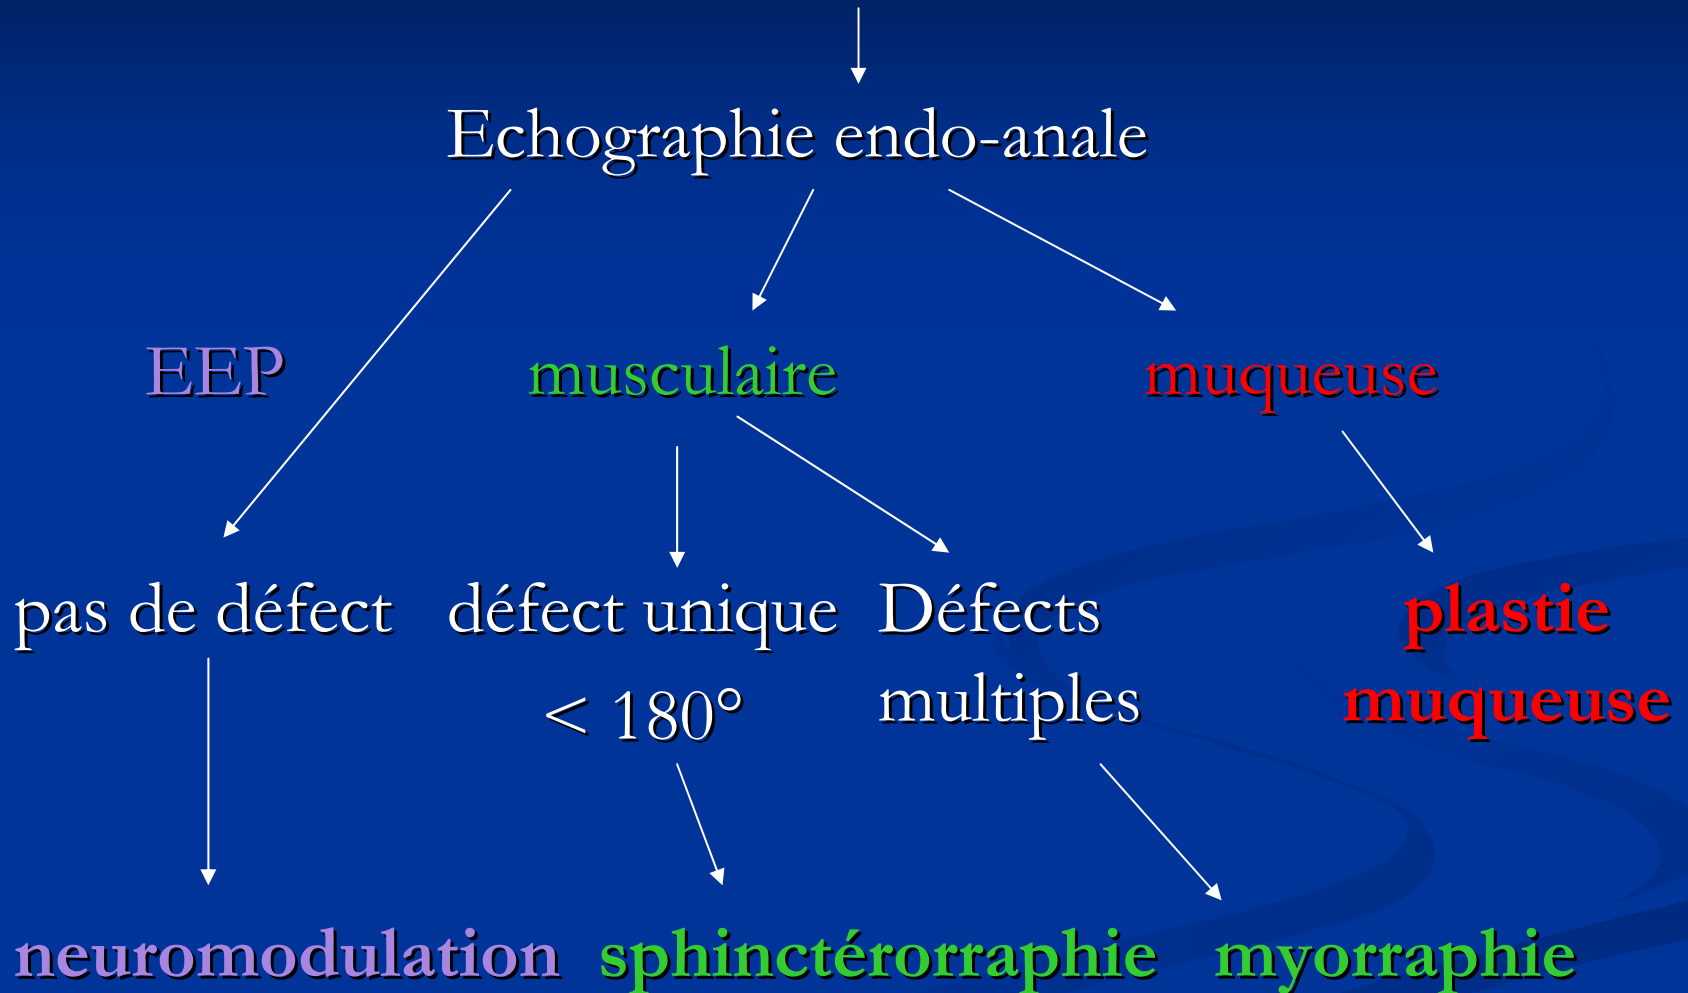 Echographie endo-anale
EEP
musculaire
muqueuse
pas de défect
défect unique
< 180°
Défects
multiples
plastie
muqueuse
neuromodulation
sphinctérorraphie
myorraphie